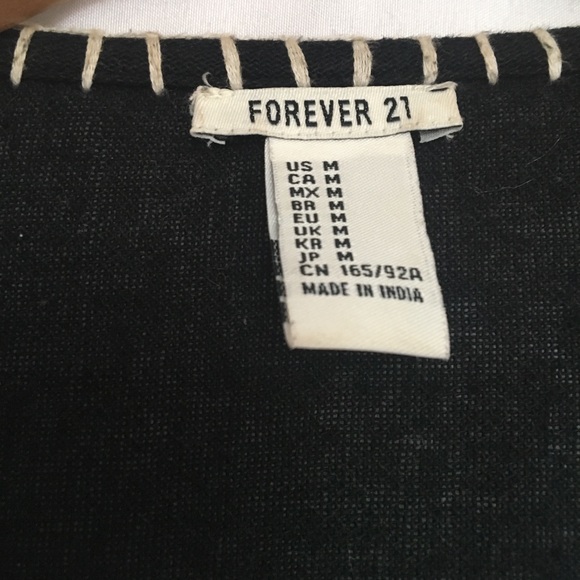 FOREVER 21
US M
CA M
MX M
BR M
EU M
UK M
KR M
JP M
CN 165/92A
MADE IN INDIA